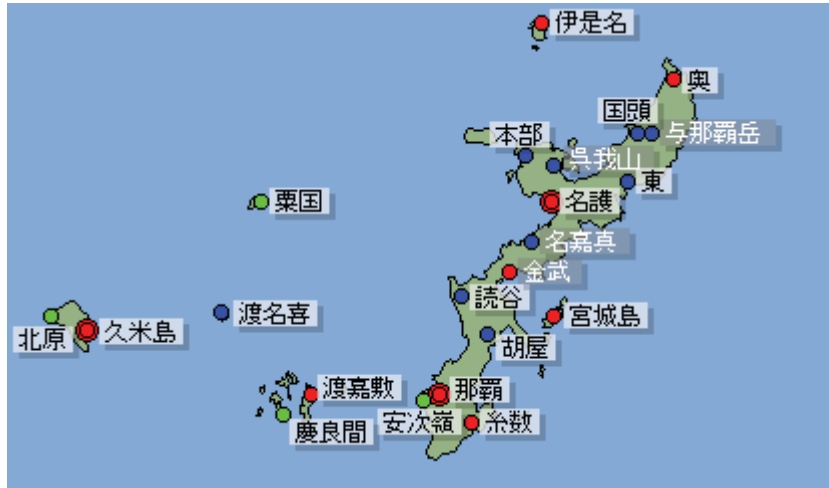 伊是名
奥
国頭
与那覇岳
本部
呉我山
東
粟国
名護
名嘉真
金武
読谷
渡名喜
宮城島
北原
久米島
胡屋
渡嘉敷
那覇
慶良間
安次嶺
糸数